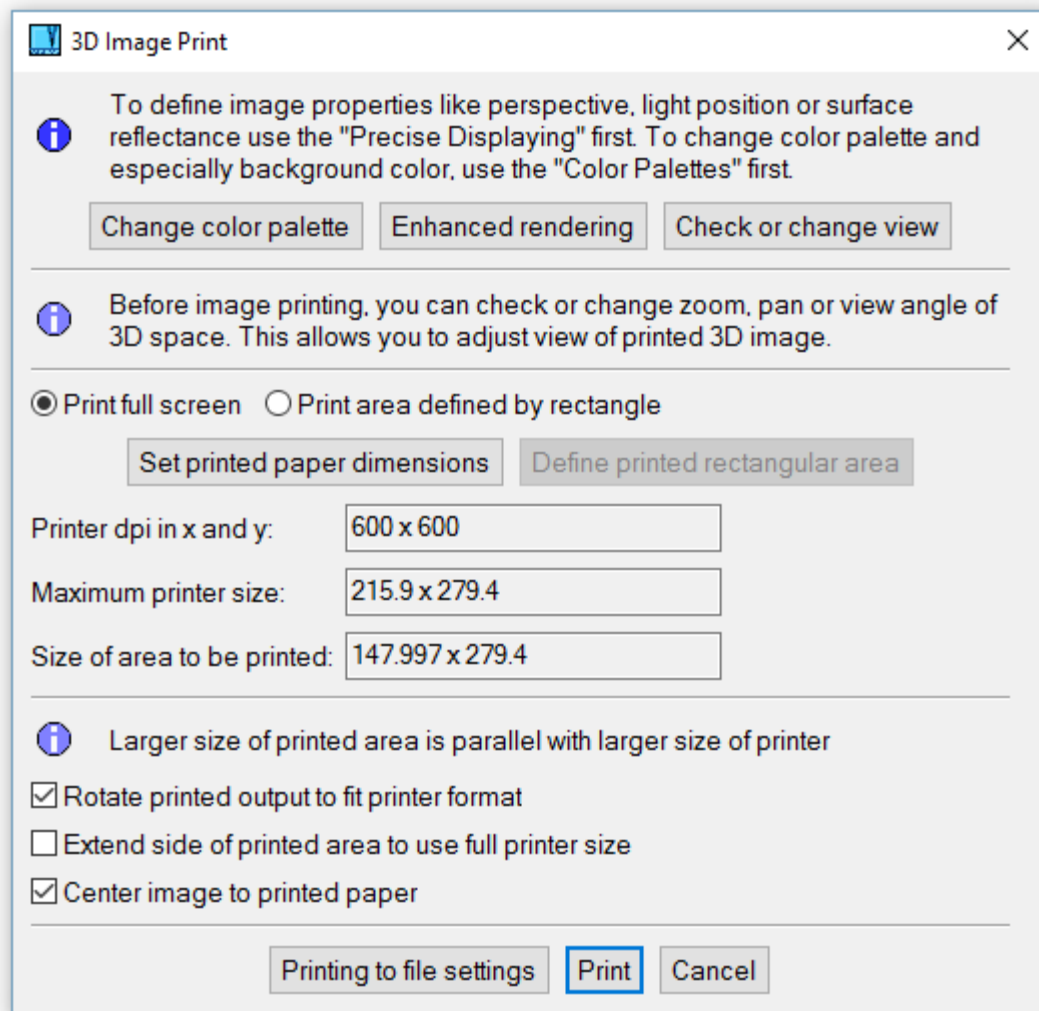 3D Image Print
To define image properties like perspective, light position or surface
reflectance use the "Precise Displaying" first. To change color palette and
especially background color, use the "Color Palettes" first.
Change color palette Enhanced rendering Check or change view
Before image printing, you can check or change zoom, pan or view angle of
3D space. This allows you to adjust view of printed 3D image.
Print full screen Print area defined by rectangle
Set printed paper dimensions Define printed rectangular area
Printer dpi in x and y: 600 x 600
Maximum printer size: 215.9 x 279.4
Size of area to be printed: 147.997 x 279.4
Larger size of printed area is parallel with larger size of printer
Rotate printed output to fit printer format
Extend side of printed area to use full printer size
Center image to printed paper
Printing to file settings Print Cancel